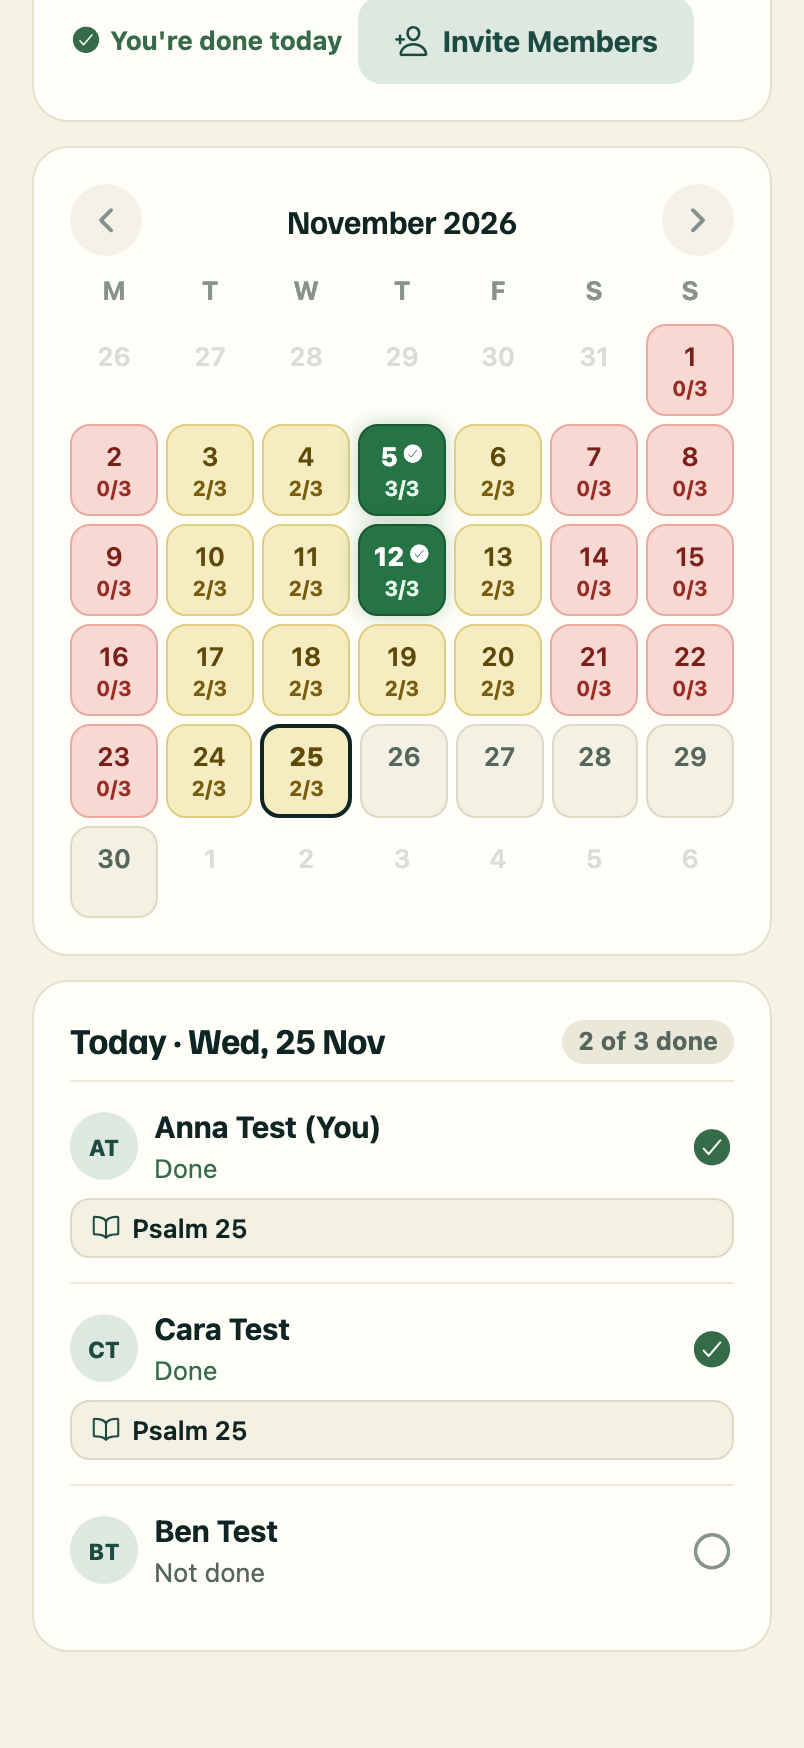 You're done today
Invite Members
November 2026
M T W T F S S
26 27 28 29 30 31 1
0/3
2 3 4 5 6 7 8
0/3 2/3 2/3 3/3 2/3 0/3 0/3
9 10 11 12 13 14 15
0/3 2/3 2/3 3/3 2/3 0/3 0/3
16 17 18 19 20 21 22
0/3 2/3 2/3 2/3 2/3 0/3 0/3
23 24 25 26 27 28 29
0/3 2/3 2/3
30 1 2 3 4 5 6
Today · Wed, 25 Nov
2 of 3 done
AT
Anna Test (You)
Done
Psalm 25
CT
Cara Test
Done
Psalm 25
BT
Ben Test
Not done